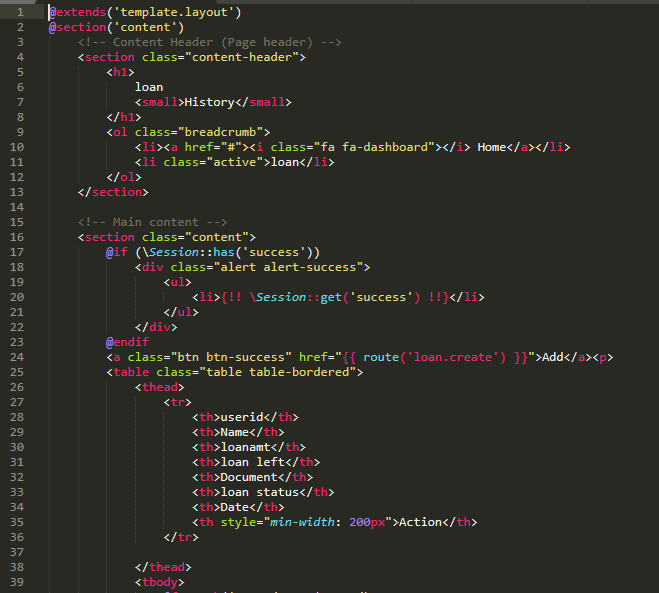 1 @extends('template.layout')
2 @section('content')
3 <!-- Content Header (Page header) -->
4 <section class="content-header">
5 <h1>
6 loan
7 <small>History</small>
8 </h1>
9 <ol class="breadcrumb">
10 <li><a href="#"><i class="fa fa-dashboard"></i> Home</a></li>
11 <li class="active">loan</li>
12 </ol>
13 </section>
14
15 <!-- Main content -->
16 <section class="content">
17 @if (\Session::has('success'))
18 <div class="alert alert-success">
19 <ul>
20 <li>{!! \Session::get('success') !!}</li>
21 </ul>
22 </div>
23 @endif
24 <a class="btn btn-success" href="{{ route('loan.create') }}">Add</a><p>
25 <table class="table table-bordered">
26 <thead>
27 <tr>
28 <th>userid</th>
29 <th>Name</th>
30 <th>loanamt</th>
31 <th>loan left</th>
32 <th>Document</th>
33 <th>loan status</th>
34 <th>Date</th>
35 <th style="min-width: 200px">Action</th>
36 </tr>
37
38 </thead>
39 <tbody>